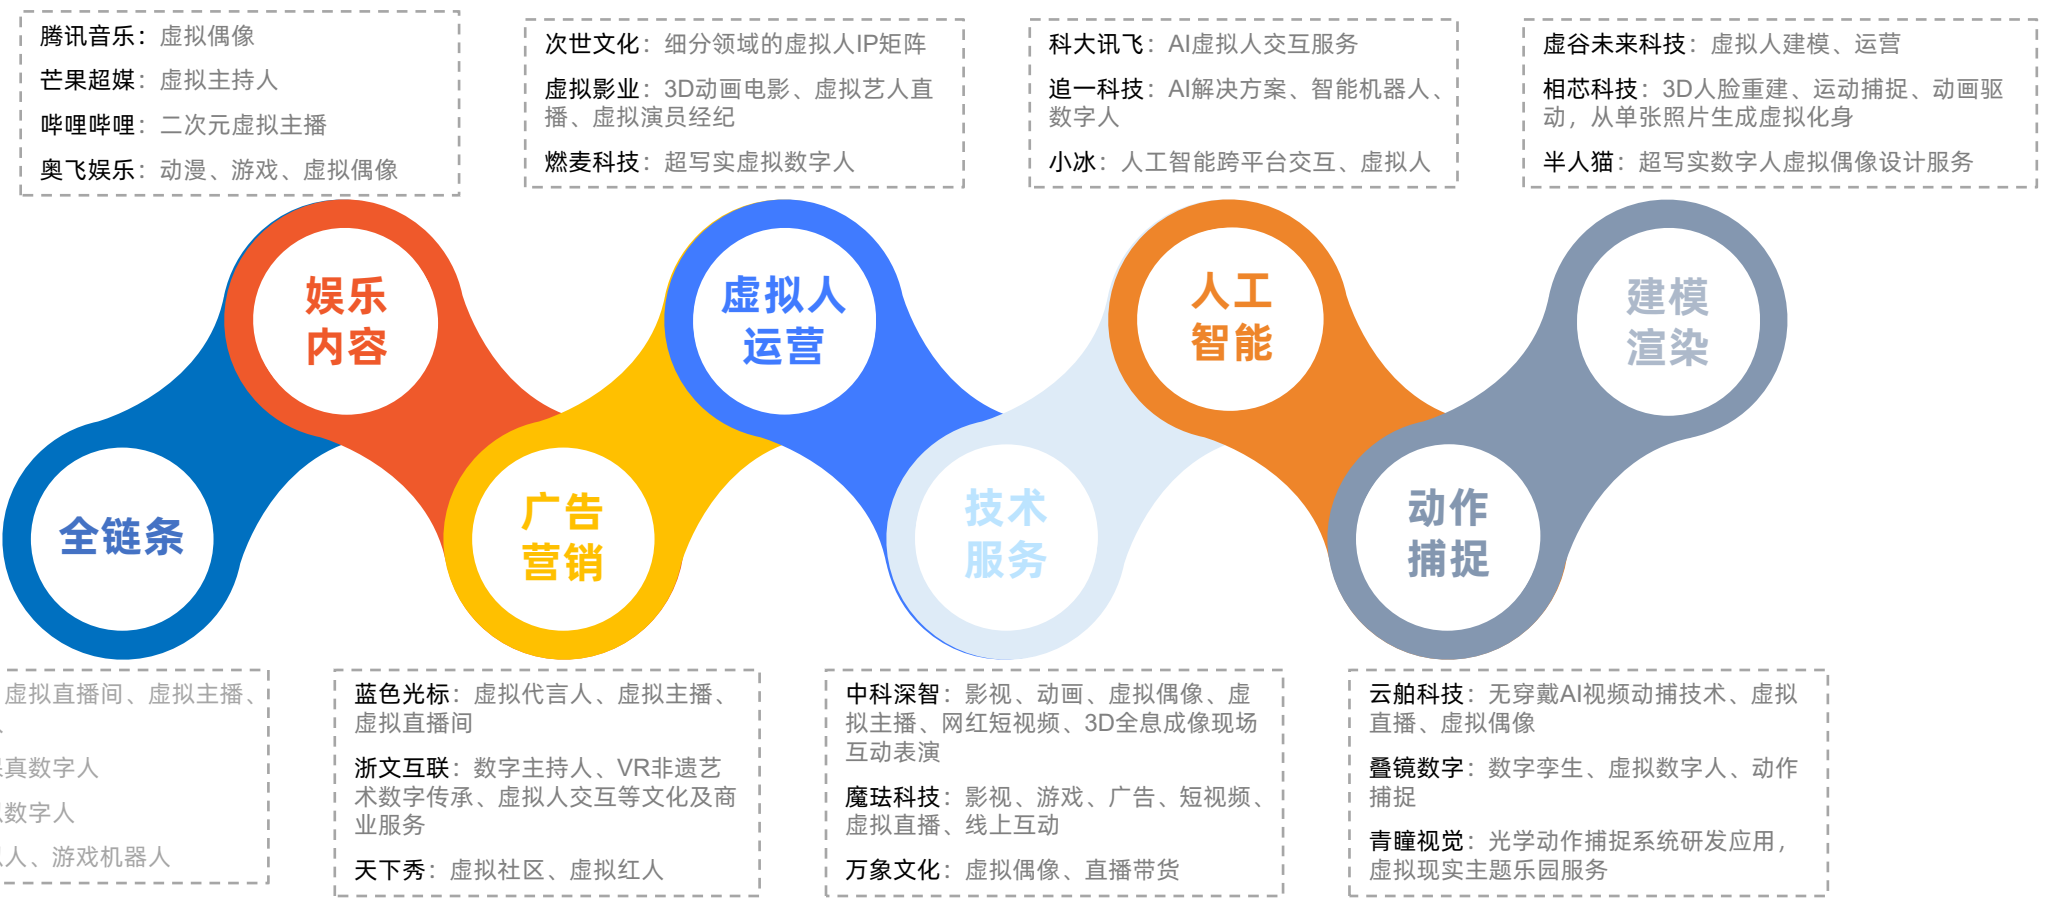 腾讯音乐：虚拟偶像
芒果超媒：虚拟主持人
哔哩哔哩：二次元虚拟主播
奥飞娱乐：动漫、游戏、虚拟偶像
次世文化：细分领域的虚拟人IP矩阵
虚拟影业：3D动画电影、虚拟艺人直
播、虚拟演员经纪
燃麦科技：超写实虚拟数字人
科大讯飞：AI虚拟人交互服务
追一科技：AI解决方案、智能机器人、
数字人
小冰：人工智能跨平台交互、虚拟人
虚谷未来科技：虚拟人建模、运营
相芯科技：3D人脸重建、运动捕捉、动画驱
动，从单张照片生成虚拟化身
半人猫：超写实数字人虚拟偶像设计服务
娱乐
内容
虚拟人
运营
人工
智能
建模
渲染
全链条
广告
营销
技术
服务
动作
捕捉
虚拟直播间、虚拟主播、
真数字人
数字人
人、游戏机器人
蓝色光标：虚拟代言人、虚拟主播、
虚拟直播间
浙文互联：数字主持人、VR非遗艺
术数字传承、虚拟人交互等文化及商
业服务
天下秀：虚拟社区、虚拟红人
中科深智：影视、动画、虚拟偶像、虚
拟主播、网红短视频、3D全息成像现场
互动表演
魔珐科技：影视、游戏、广告、短视频、
虚拟直播、线上互动
万象文化：虚拟偶像、直播带货
云舶科技：无穿戴AI视频动捕技术、虚拟
直播、虚拟偶像
叠镜数字：数字孪生、虚拟数字人、动作
捕捉
青瞳视觉：光学动作捕捉系统研发应用，
虚拟现实主题乐园服务